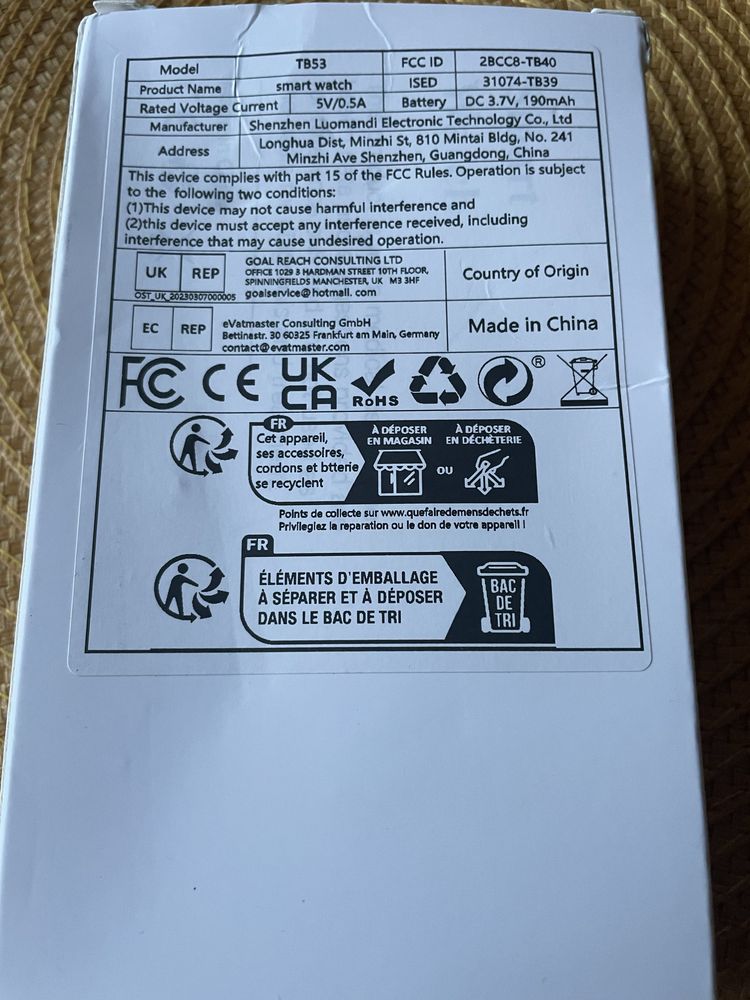 Model TB53 FCC ID 2BCC8-TB40
Product Name smart watch ISED 31074-TB39
Rated Voltage Current 5V/0.5A Battery DC 3.7V, 190mAh
Manufacturer Shenzhen Luomandi Electronic Technology Co., Ltd
Address Longhua Dist, Minzhi St, 810 Mintai Bldg, No. 241
Minzhi Ave Shenzhen, Guangdong, China
This device complies with part 15 of the FCC Rules. Operation is subject
to the following two conditions:
(1)This device may not cause harmful interference and
(2)this device must accept any interference received, including
interference that may cause undesired operation.
UK REP
OST_UK_20230307000005
GOAL REACH CONSULTING LTD
OFFICE 1029 3 HARDMAN STREET 10TH FLOOR,
SPINNINGFIELDS MANCHESTER, UK M3 3HF
goalservice@hotmail.com
Country of Origin
EC REP
eVatmaster Consulting GmbH
Bettinastr. 30 60325 Frankfurt am Main, Germany
contact@evatmaster.com
Made in China
FC CE UK CA RoHS ®
FR
Cet appareil,
ses accessoires,
cordons et btterie
se recyclent
À DÉPOSER
EN MAGASIN
OU
À DÉPOSER
EN DÉCHÈTERIE
Points de collecte sur www.quefairedemensdechets.fr
Privilegiez la reparation ou le don de votre appareil !
FR
ÉLÉMENTS D'EMBALLAGE
À SÉPARER ET À DÉPOSER
DANS LE BAC DE TRI
BAC
DE
TRI